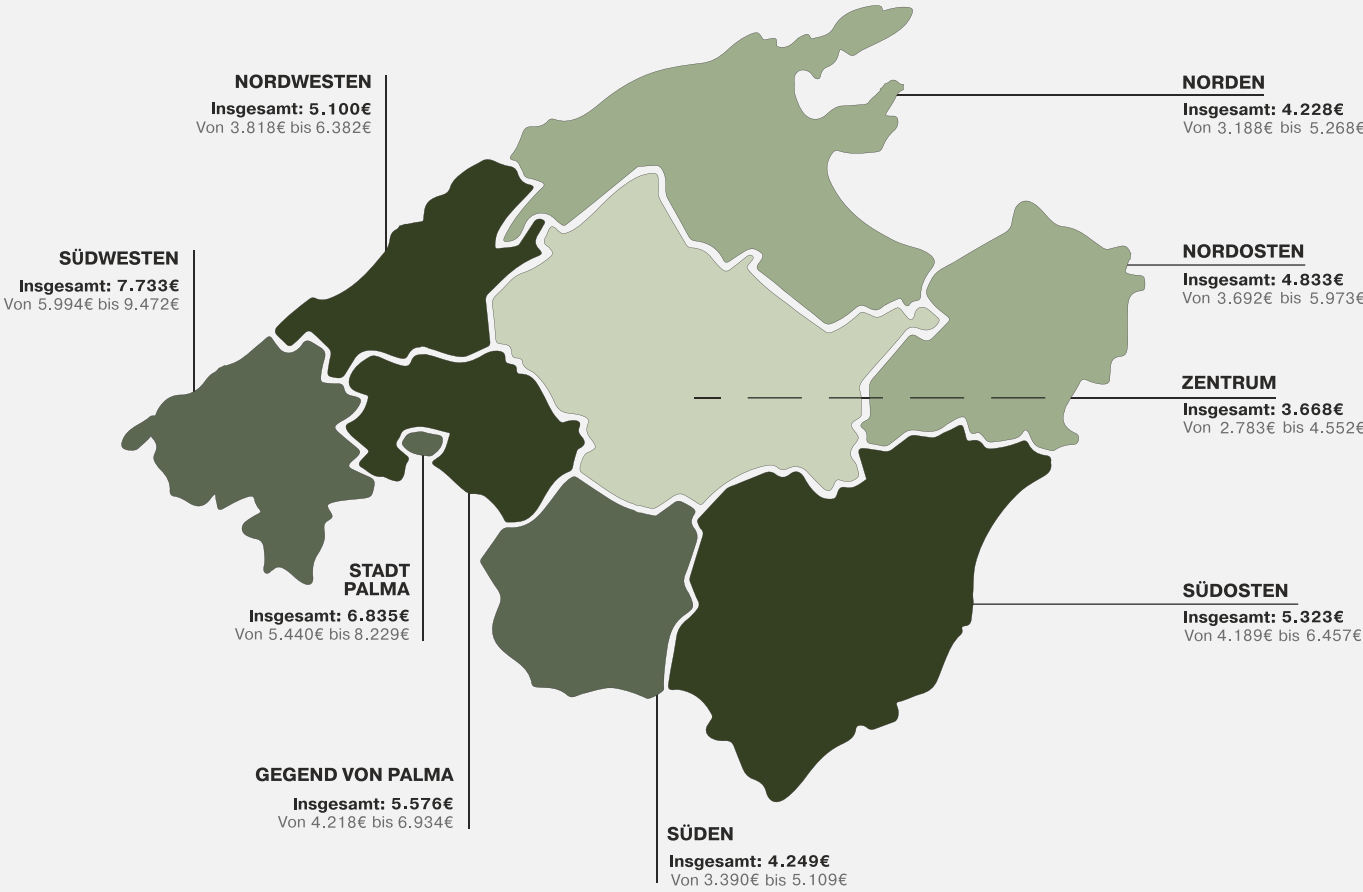 NORDWESTEN
Insgesamt: 5.100€
Von 3.818€ bis 6.382€
NORDEN
Insgesamt: 4.228€
Von 3.188€ bis 5.268€
SÜDWESTEN
Insgesamt: 7.733€
Von 5.994€ bis 9.472€
NORDOSTEN
Insgesamt: 4.833€
Von 3.692€ bis 5.973€
ZENTRUM
Insgesamt: 3.668€
Von 2.783€ bis 4.552€
STADT
PALMA
Insgesamt: 6.835€
Von 5.440€ bis 8.229€
SÜDOSTEN
Insgesamt: 5.323€
Von 4.189€ bis 6.457€
GEGEND VON PALMA
Insgesamt: 5.576€
Von 4.218€ bis 6.934€
SÜDEN
Insgesamt: 4.249€
Von 3.390€ bis 5.109€